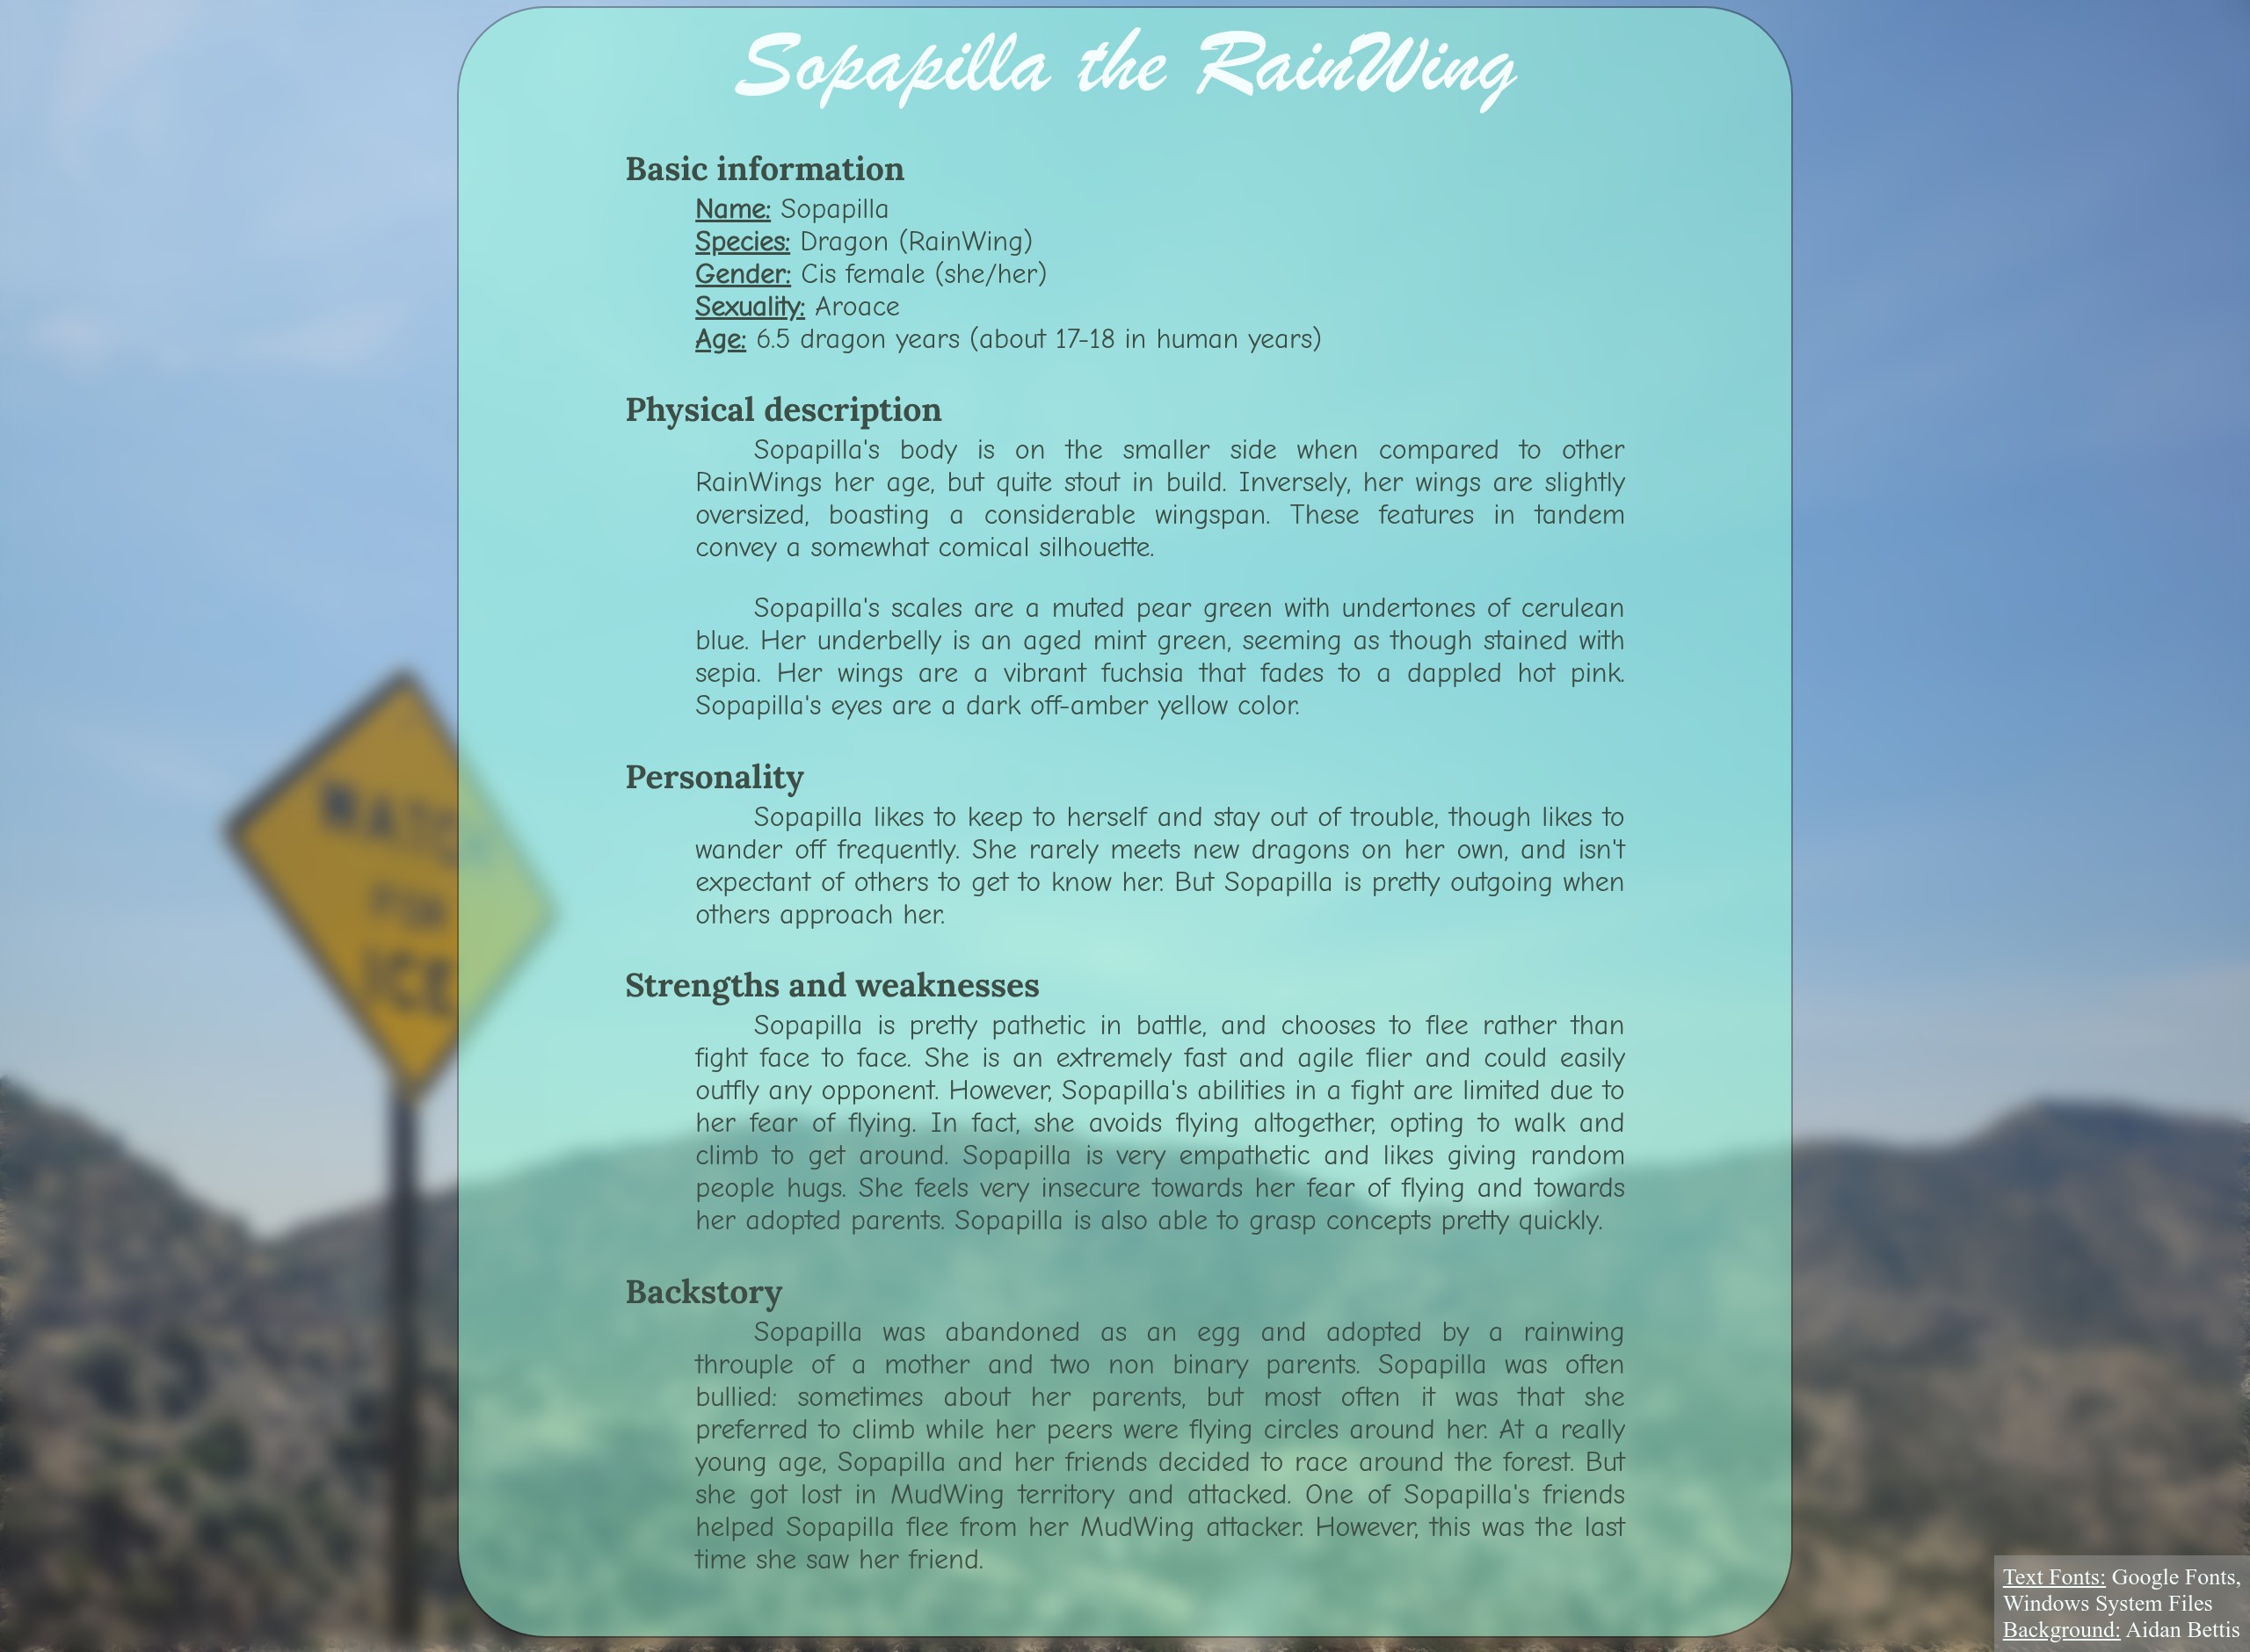 Sopapilla the RainWing
Basic information
Name: Sopapilla
Species: Dragon (RainWing)
Gender: Cis female (she/her)
Sexuality: Aroace
Age: 6.5 dragon years (about 17-18 in human years)
Physical description
Sopapilla's body is on the smaller side when compared to other
RainWings her age, but quite stout in build. Inversely, her wings are slightly
oversized, boasting a considerable wingspan. These features in tandem
convey a somewhat comical silhouette.
Sopapilla's scales are a muted pear green with undertones of cerulean
blue. Her underbelly is an aged mint green, seeming as though stained with
sepia. Her wings are a vibrant fuchsia that fades to a dappled hot pink.
Sopapilla's eyes are a dark off-amber yellow color.
Personality
Sopapilla likes to keep to herself and stay out of trouble, though likes to
wander off frequently. She rarely meets new dragons on her own, and isn't
expectant of others to get to know her. But Sopapilla is pretty outgoing when
others approach her.
Strengths and weaknesses
Sopapilla is pretty pathetic in battle, and chooses to flee rather than
fight face to face. She is an extremely fast and agile flier and could easily
outfly any opponent. However, Sopapilla's abilities in a fight are limited due to
her fear of flying. In fact, she avoids flying altogether, opting to walk and
climb to get around. Sopapilla is very empathetic and likes giving random
people hugs. She feels very insecure towards her fear of flying and towards
her adopted parents. Sopapilla is also able to grasp concepts pretty quickly.
Backstory
Sopapilla was abandoned as an egg and adopted by a rainwing
throuple of a mother and two non binary parents. Sopapilla was often
bullied: sometimes about her parents, but most often it was that she
preferred to climb while her peers were flying circles around her. At a really
young age, Sopapilla and her friends decided to race around the forest. But
she got lost in MudWing territory and attacked. One of Sopapilla's friends
helped Sopapilla flee from her MudWing attacker. However, this was the last
time she saw her friend.
WATCH
FOR
ICE
Text Fonts: Google Fonts,
Windows System Files
Background: Aidan Bettis